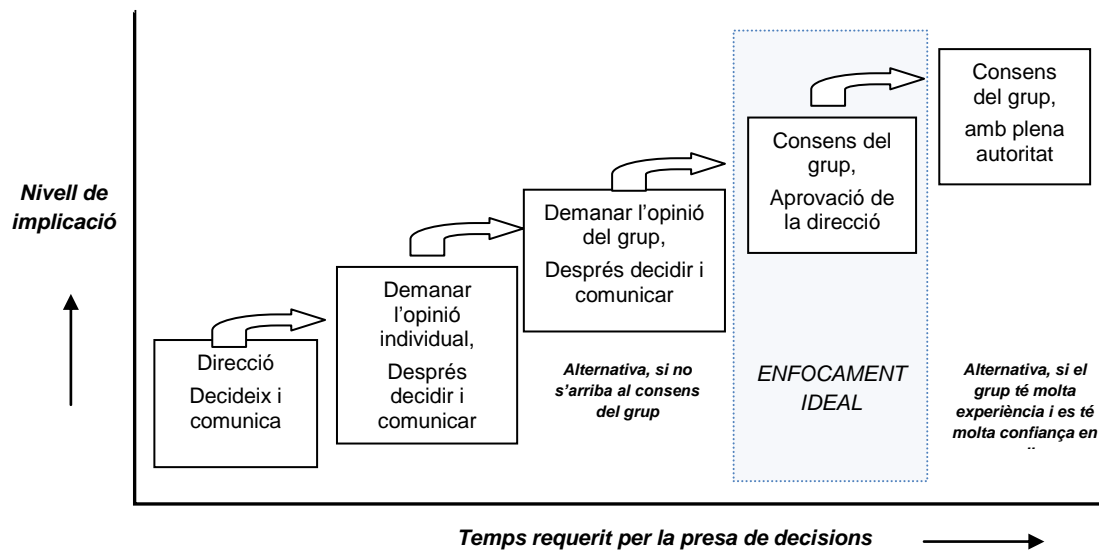 Nivell de
implicació
Direcció
Decideix i
comunica
Demanar
l’opinió
individual,
Després
decidir i
comunicar
Demanar l’opinió
del grup,
Després decidir i
comunicar
Alternativa, si no
s’arriba al consens
del grup
Consens del
grup,
Aprovació de
la direcció
ENFOCAMENT
IDEAL
Consens
del grup,
amb plena
autoritat
Alternativa, si el
grup té molta
experiència i es té
molta confiança en
Temps requerit per la presa de decisions